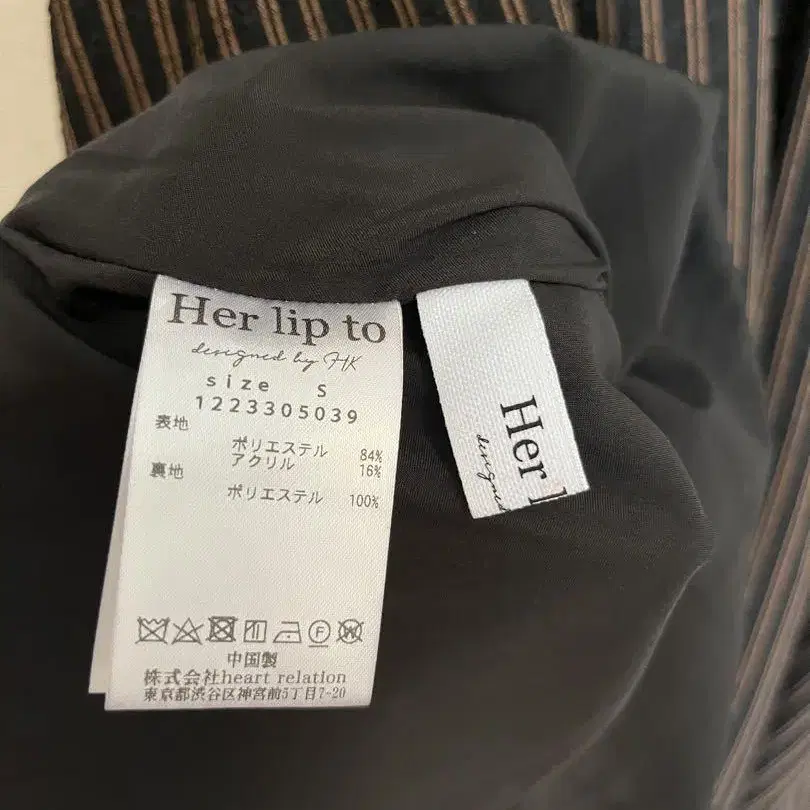 Her lip to
designed by HK
size S
1223305039
表地
ポリエステル 84%
アクリル 16%
裏地
ポリエステル 100%
中国製
株式会社heart relation
東京都渋谷区神宮前5丁目7-20
Her l
designe